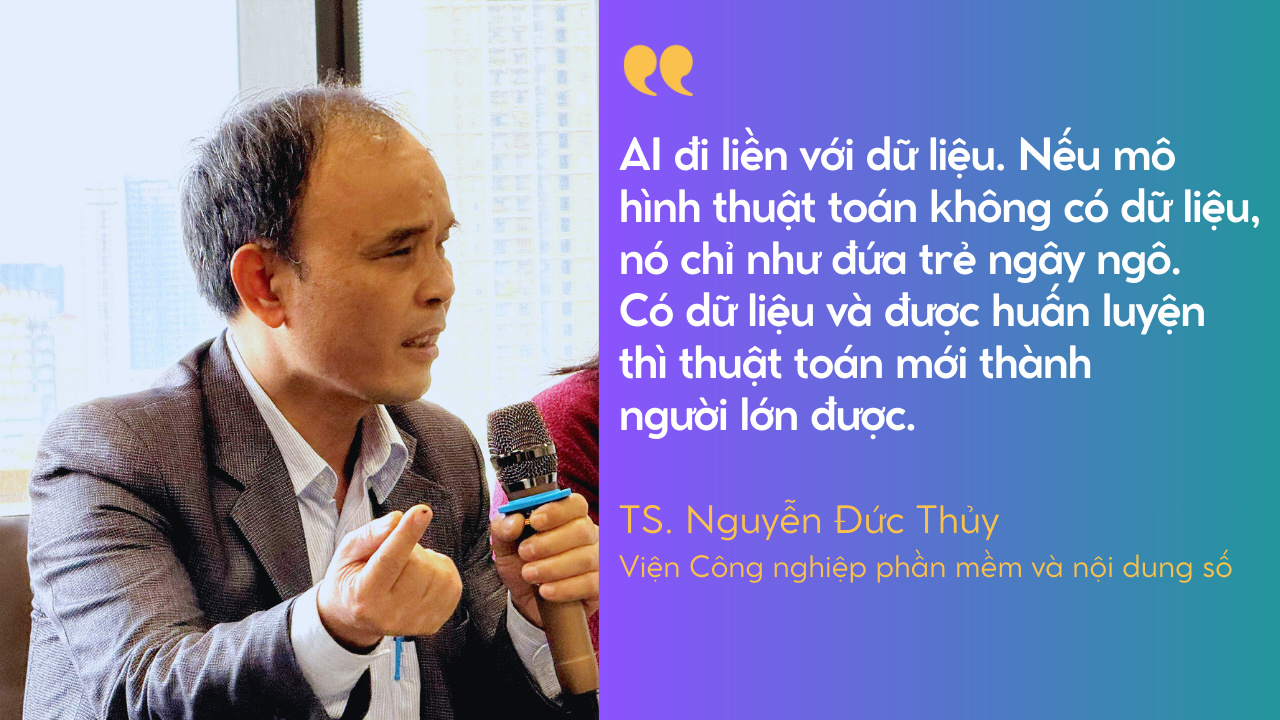 AI đi liền với dữ liệu. Nếu mô
hình thuật toán không có dữ liệu,
nó chỉ như đứa trẻ ngây ngô.
Có dữ liệu và được huấn luyện
thì thuật toán mới thành
người lớn được.
TS. Nguyễn Đức Thủy
Viện Công nghiệp phần mềm và nội dung số